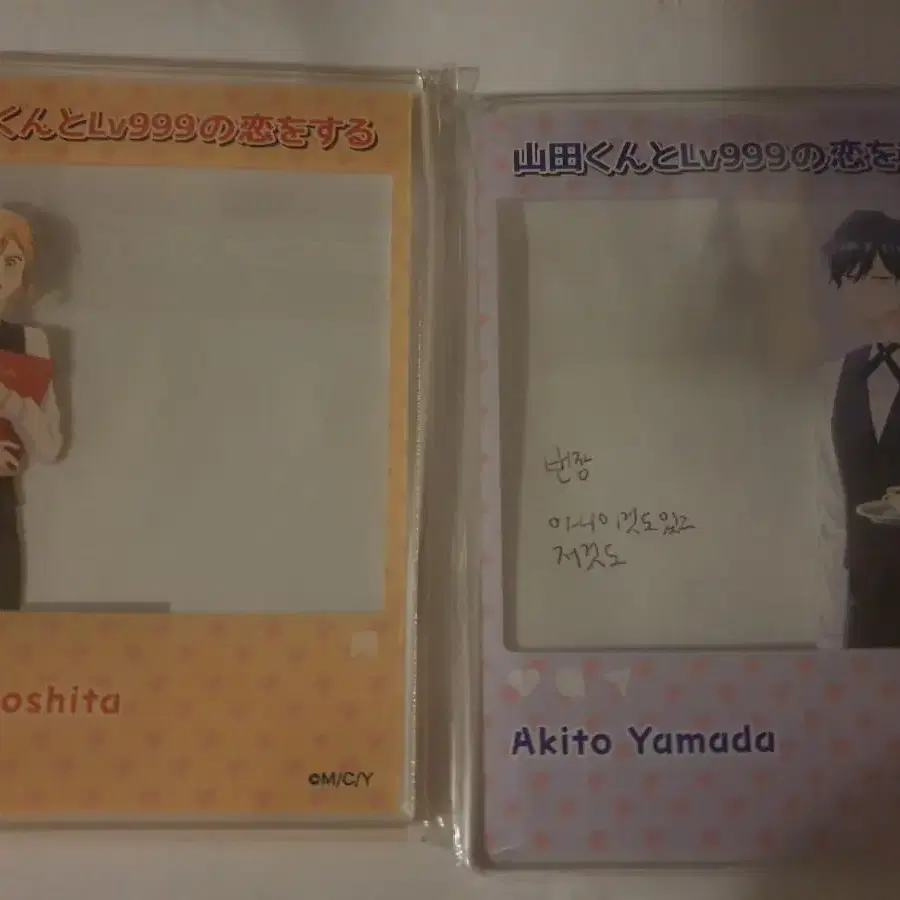 くんとLv999の恋をする
oshita
©M/C/Y
山田くんとLv999の恋を
번장
아니이것도있고
저것도
Akito Yamada